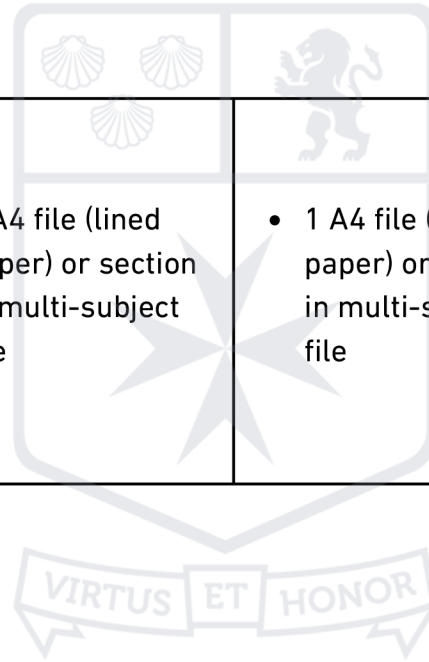 A4 file (lined
per) or section
multi-subject
e
• 1 A4 file (
paper) or
in multi-s
file
VIRTUS ET HONOR